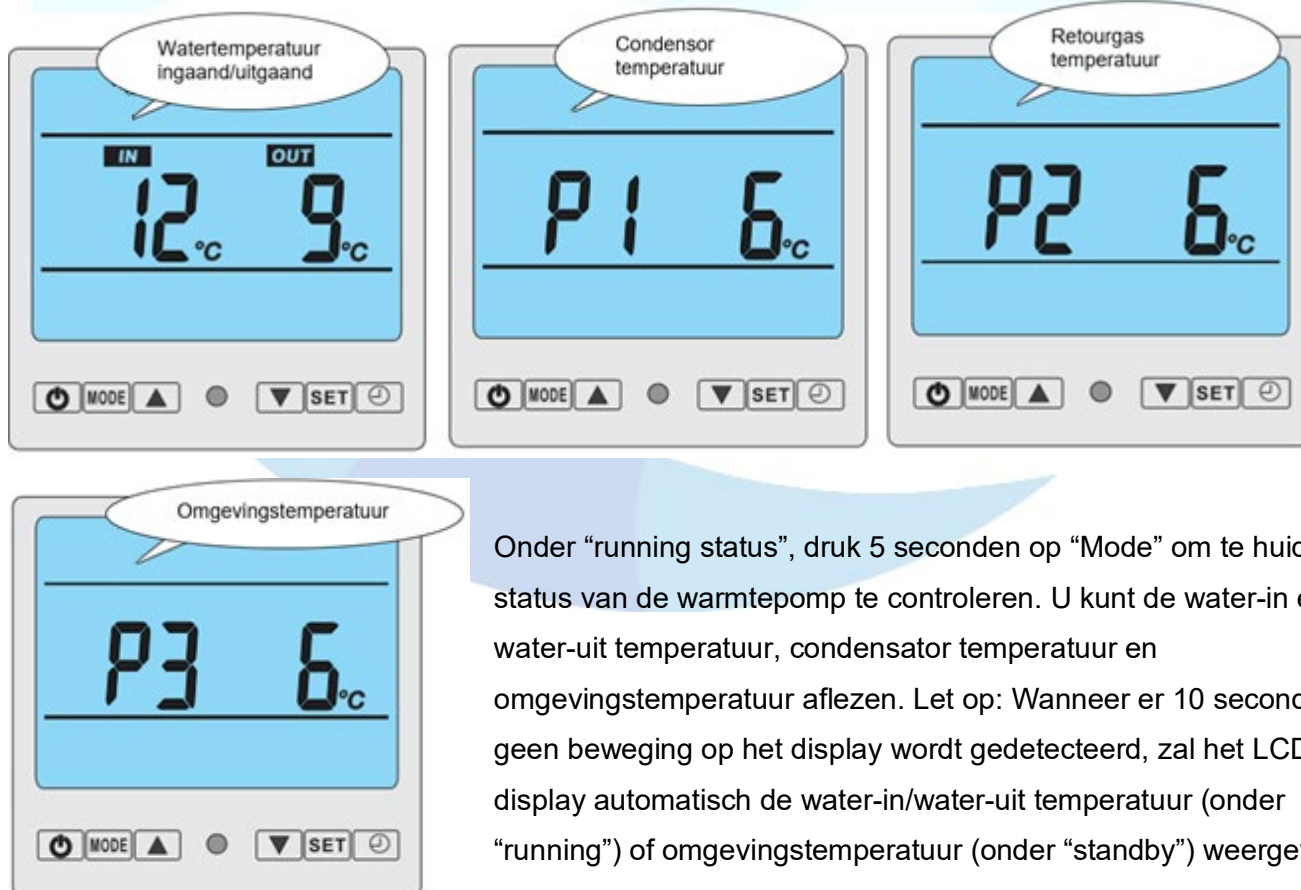 Watertemperatuur
ingaand/uitgaand
IN OUT
12 °C 9 °C
MODE SET
Condensor
temperatuur
P1 6 °C
MODE SET
Retourgas
temperatuur
P2 6 °C
MODE SET
Omgevingstemperatuur
P3 6 °C
MODE SET
Onder “running status”, druk 5 seconden op “Mode” om te huid
status van de warmtepomp te controleren. U kunt de water-in e
water-uit temperatuur, condensator temperatuur en
omgevingstemperatuur aflezen. Let op: Wanneer er 10 second
geen beweging op het display wordt gedetecteerd, zal het LCD
display automatisch de water-in/water-uit temperatuur (onder
“running”) of omgevingstemperatuur (onder “standby”) weerge